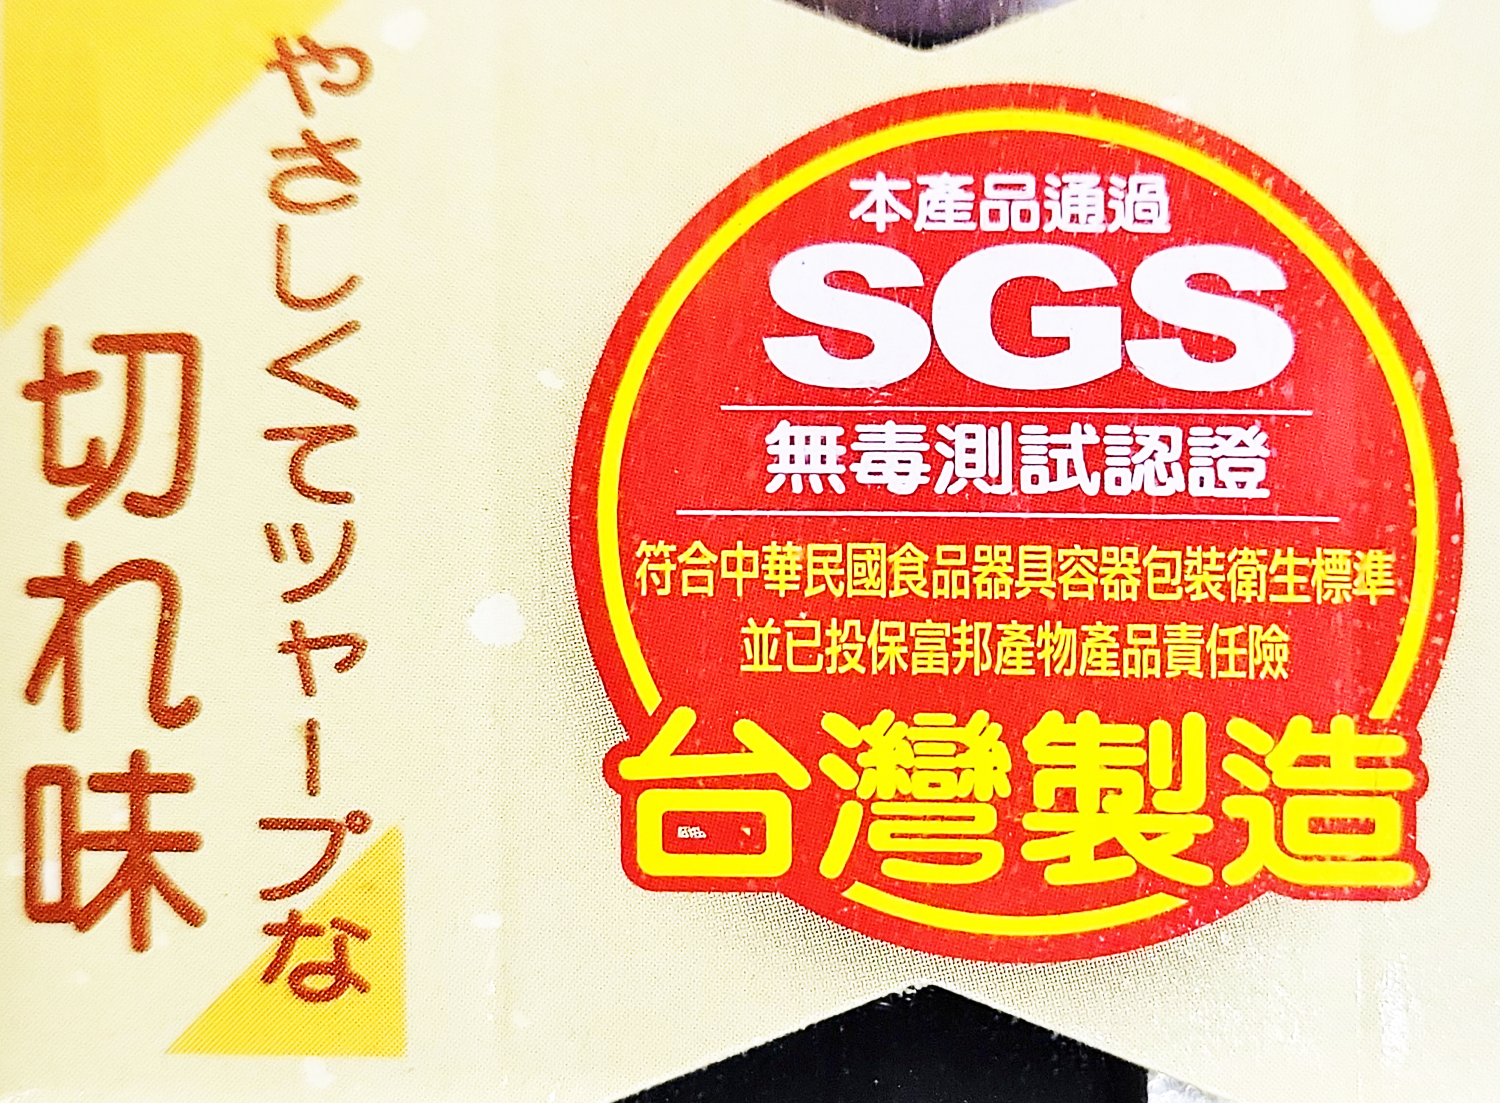 やさしくてシャープな
切れ味
本產品通過
SGS
無毒測試認證
符合中華民國食品器具容器包裝衛生標準
並已投保富邦產物產品責任險
台灣製造